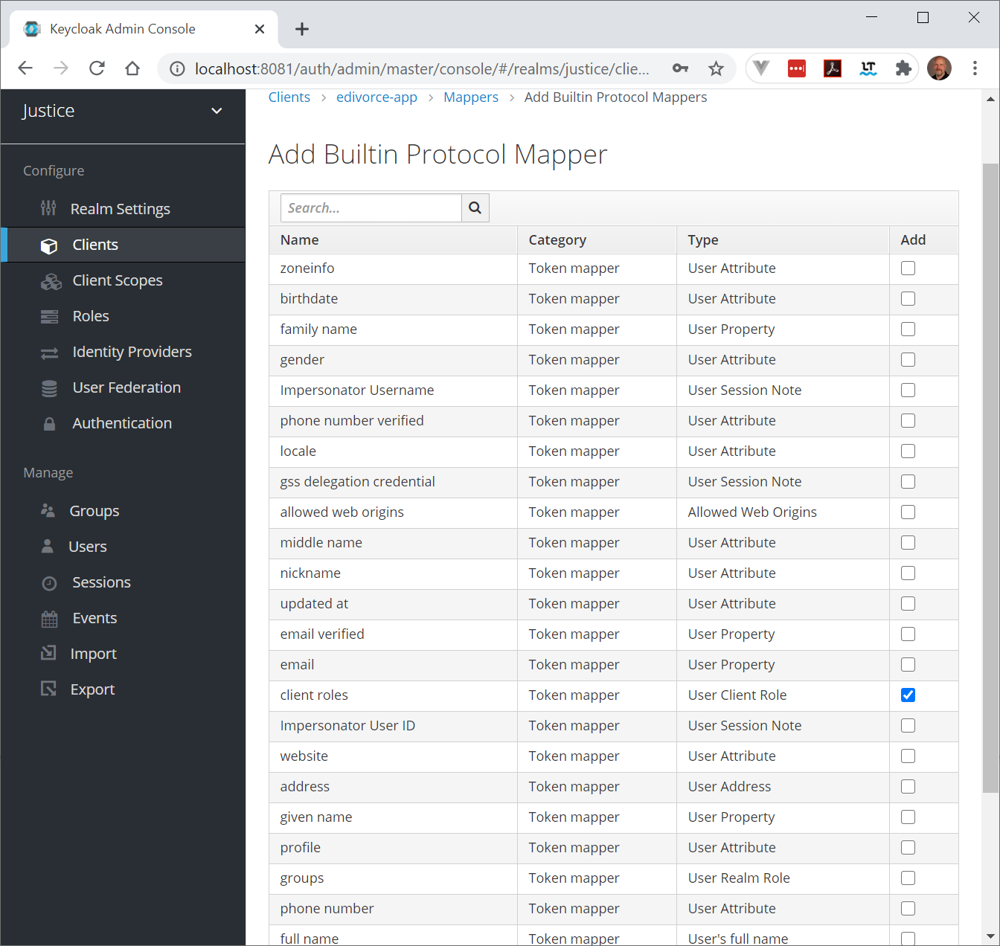 Keycloak Admin Console
localhost:8081/auth/admin/master/console/#/realms/justice/clie...
LT
Justice
Configure
Realm Settings
Clients
Client Scopes
Roles
Identity Providers
User Federation
Authentication
Manage
Groups
Users
Sessions
Events
Import
Export
Clients > edivorce-app > Mappers > Add Builtin Protocol Mappers
Add Builtin Protocol Mapper
Search...
Name Category Type Add
zoneinfo Token mapper User Attribute
birthdate Token mapper User Attribute
family name Token mapper User Property
gender Token mapper User Attribute
Impersonator Username Token mapper User Session Note
phone number verified Token mapper User Attribute
locale Token mapper User Attribute
gss delegation credential Token mapper User Session Note
allowed web origins Token mapper Allowed Web Origins
middle name Token mapper User Attribute
nickname Token mapper User Attribute
updated at Token mapper User Attribute
email verified Token mapper User Property
email Token mapper User Property
client roles Token mapper User Client Role
Impersonator User ID Token mapper User Session Note
website Token mapper User Attribute
address Token mapper User Address
given name Token mapper User Property
profile Token mapper User Attribute
groups Token mapper User Realm Role
phone number Token mapper User Attribute
full name Token mapper User's full name